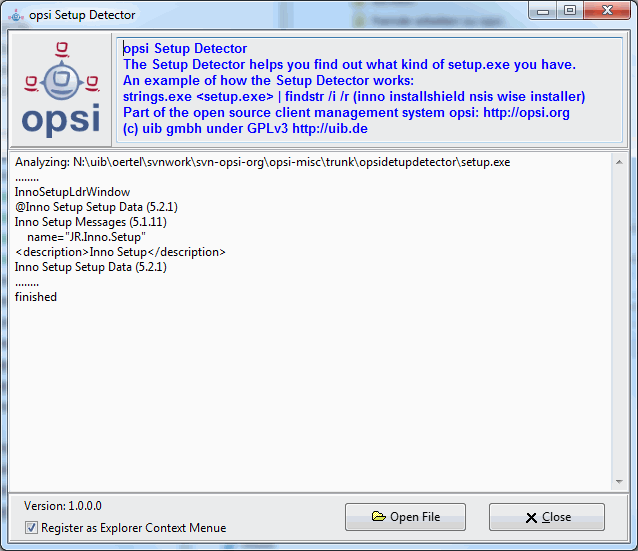 opsi Setup Detector
opsi
opsi Setup Detector
The Setup Detector helps you find out what kind of setup.exe you have.
An example of how the Setup Detector works:
strings.exe <setup.exe> | findstr /i /r (inno installshield nsis wise installer)
Part of the open source client management system opsi: http://opsi.org
(c) uib gmbh under GPLv3 http://uib.de
Analyzing: N:\uib\oertel\svnwork\svn-opsi-org\opsi-misc\trunk\opsidetupdetector\setup.exe
........
InnoSetupLdrWindow
@Inno Setup Setup Data (5.2.1)
Inno Setup Messages (5.1.11)
name="JR.Inno.Setup"
<description>Inno Setup</description>
Inno Setup Setup Data (5.2.1)
........
finished
Version: 1.0.0.0
Register as Explorer Context Menue
Open File
Close